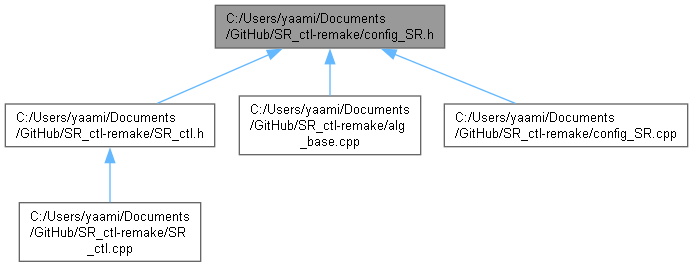 C:/Users/yaami/Documents
/GitHub/SR_ctl-remake/config_SR.h
C:/Users/yaami/Documents
/GitHub/SR_ctl-remake/SR_ctl.h
C:/Users/yaami/Documents
/GitHub/SR_ctl-remake/alg
_base.cpp
C:/Users/yaami/Documents
/GitHub/SR_ctl-remake/config_SR.cpp
C:/Users/yaami/Documents
/GitHub/SR_ctl-remake/SR
_ctl.cpp